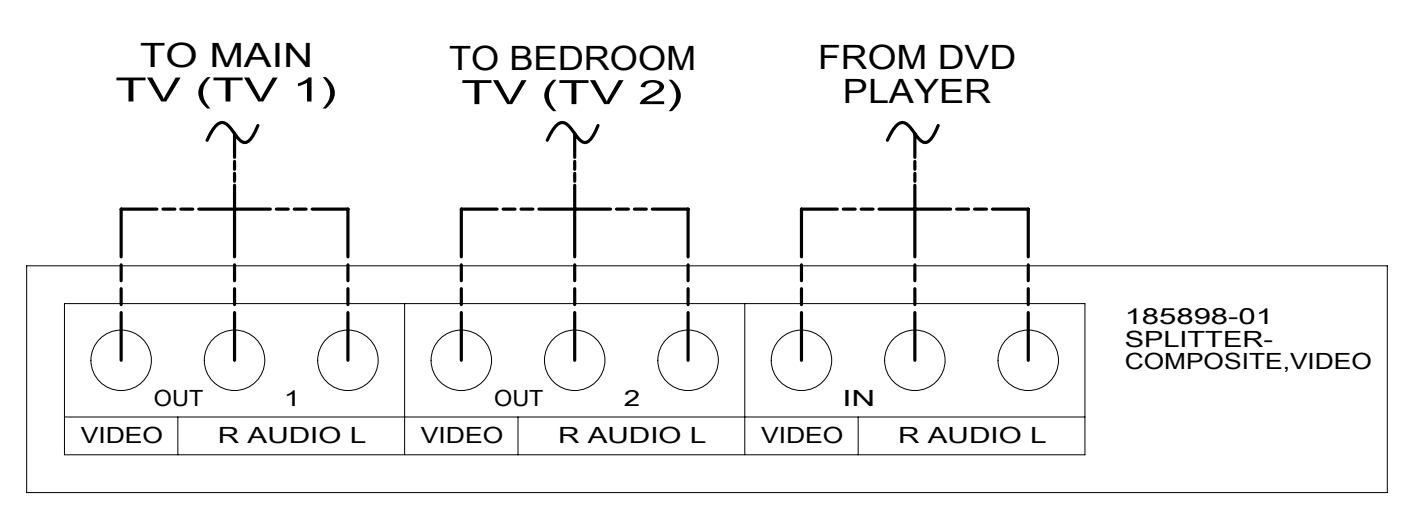 TO MAIN
TV (TV 1)
TO BEDROOM
TV (TV 2)
FROM DVD
PLAYER
185898-01
SPLITTER-
COMPOSITE,VIDEO
OUT 1
OUT 2
IN
VIDEO R AUDIO L
VIDEO R AUDIO L
VIDEO R AUDIO L